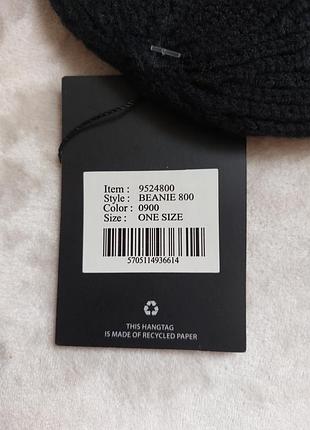 Item : 9524800
Style : BEANIE 800
Color : 0900
Size : ONE SIZE
5705114936614
THIS HANGTAG
IS MADE OF RECYCLED PAPER